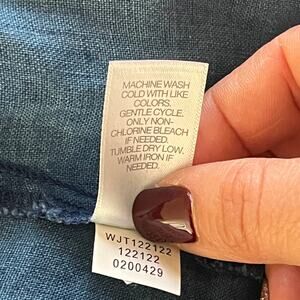 MACHINE WASH
COLD WITH LIKE
COLORS.
GENTLE CYCLE.
ONLY NON-
CHLORINE BLEACH
IF NEEDED.
TUMBLE DRY LOW.
WARM IRON IF
NEEDED.
WJT122122
122122
0200429